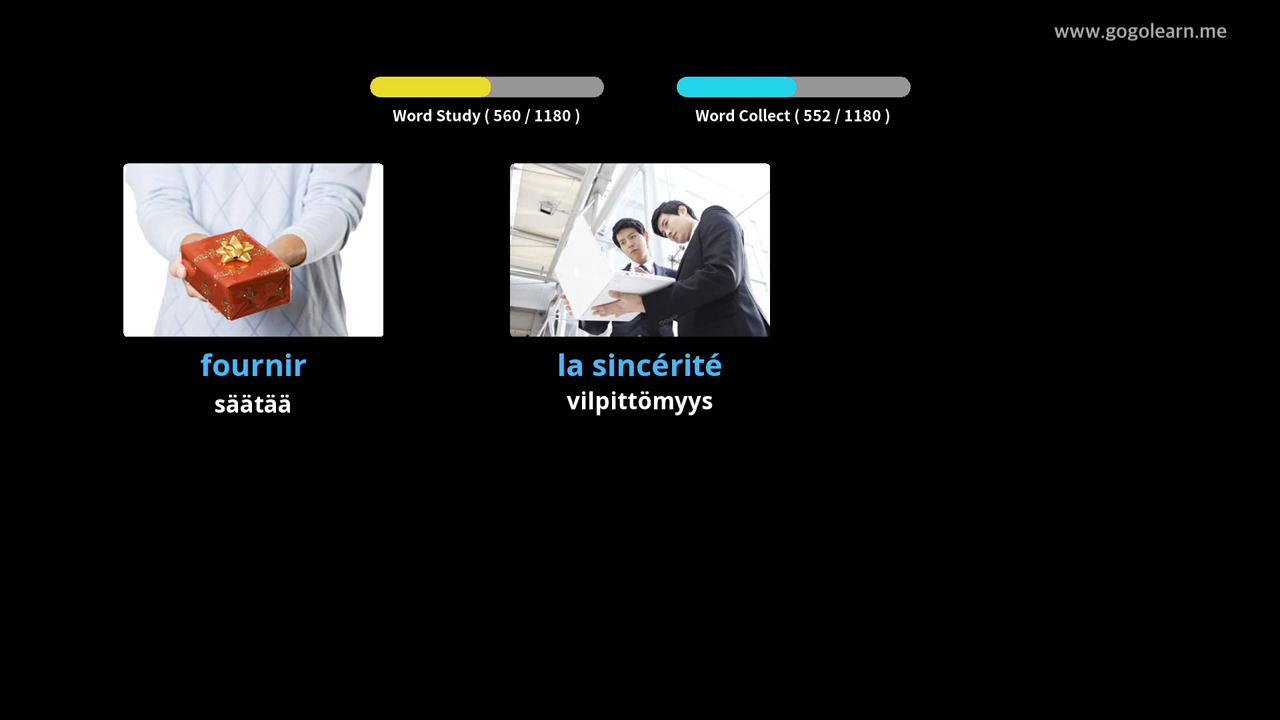 www.gogolearn.me
Word Study ( 560 / 1180 )
Word Collect ( 552 / 1180 )
fournir
säätää
la sincérité
vilpittömyys